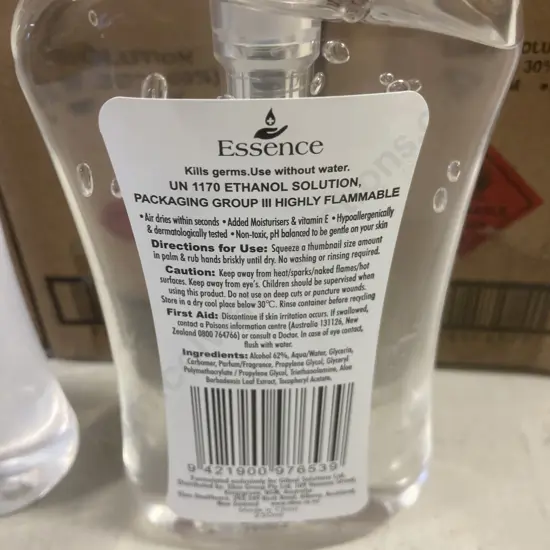 Essence
Kills germs.Use without water.
UN 1170 ETHANOL SOLUTION,
PACKAGING GROUP III HIGHLY FLAMMABLE
•Air dries within seconds •Added Moisturisers & vitamin E •Hypoallergenically
& dermatologically tested •Non-toxic, pH balanced to be gentle on your skin
Directions for Use: Squeeze a thumbnail size amount
in palm & rub hands briskly until dry. No washing or rinsing required.
Caution: Keep away from heat/sparks/naked flames/hot
surfaces. Keep away from eye's. Children should be supervised when
using this product. Do not use on deep cuts or puncture wounds.
Store in a dry cool place below 30°C. Rinse container before recycling
First Aid: Discontinue if skin irritation occurs. If swallowed,
contact a Poisons information centre (Australia 131126, New
Zealand 0800 764766) or consult a Doctor. In case of eye contact,
flush with water.
Ingredients: Alcohol 62%, Aqua/Water, Glycerin,
Carbomer, Parfum/Fragrance, Propylene Glycol, Glyceryl
Polymethacrylate / Propylene Glycol, Triethanolamine, Aloe
Barbadensis Leaf Extract, Tocopheryl Acetate.
9 421900 976539
Made in China